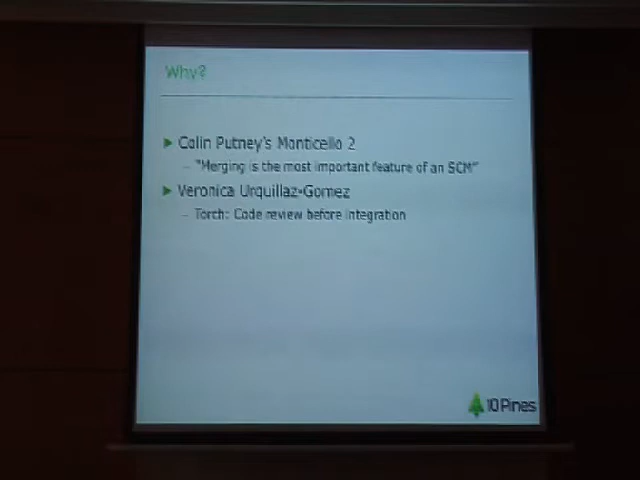 Why?
Colin Putney's Monticello 2
– "Merging is the most important feature of an SCM"
Veronica Urquillaz-Gomez
– Torch: Code review before integration
10Pines